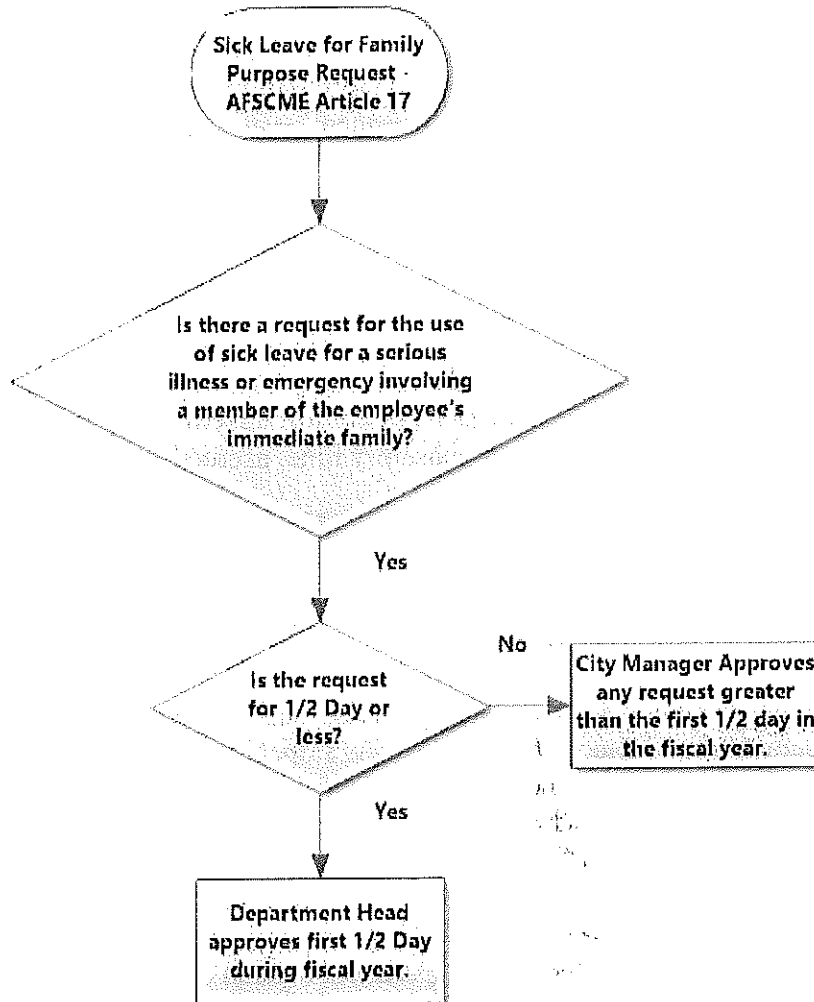 Sick Leave for Family
Purpose Request -
AFSCME Article 17
Is there a request for the use
of sick leave for a serious
illness or emergency involving
a member of the employee's
immediate family?
Yes
Is the request
for 1/2 Day or
less?
No
City Manager Approves
any request greater
than the first 1/2 day in
the fiscal year.
Yes
Department Head
approves first 1/2 Day
during fiscal year.